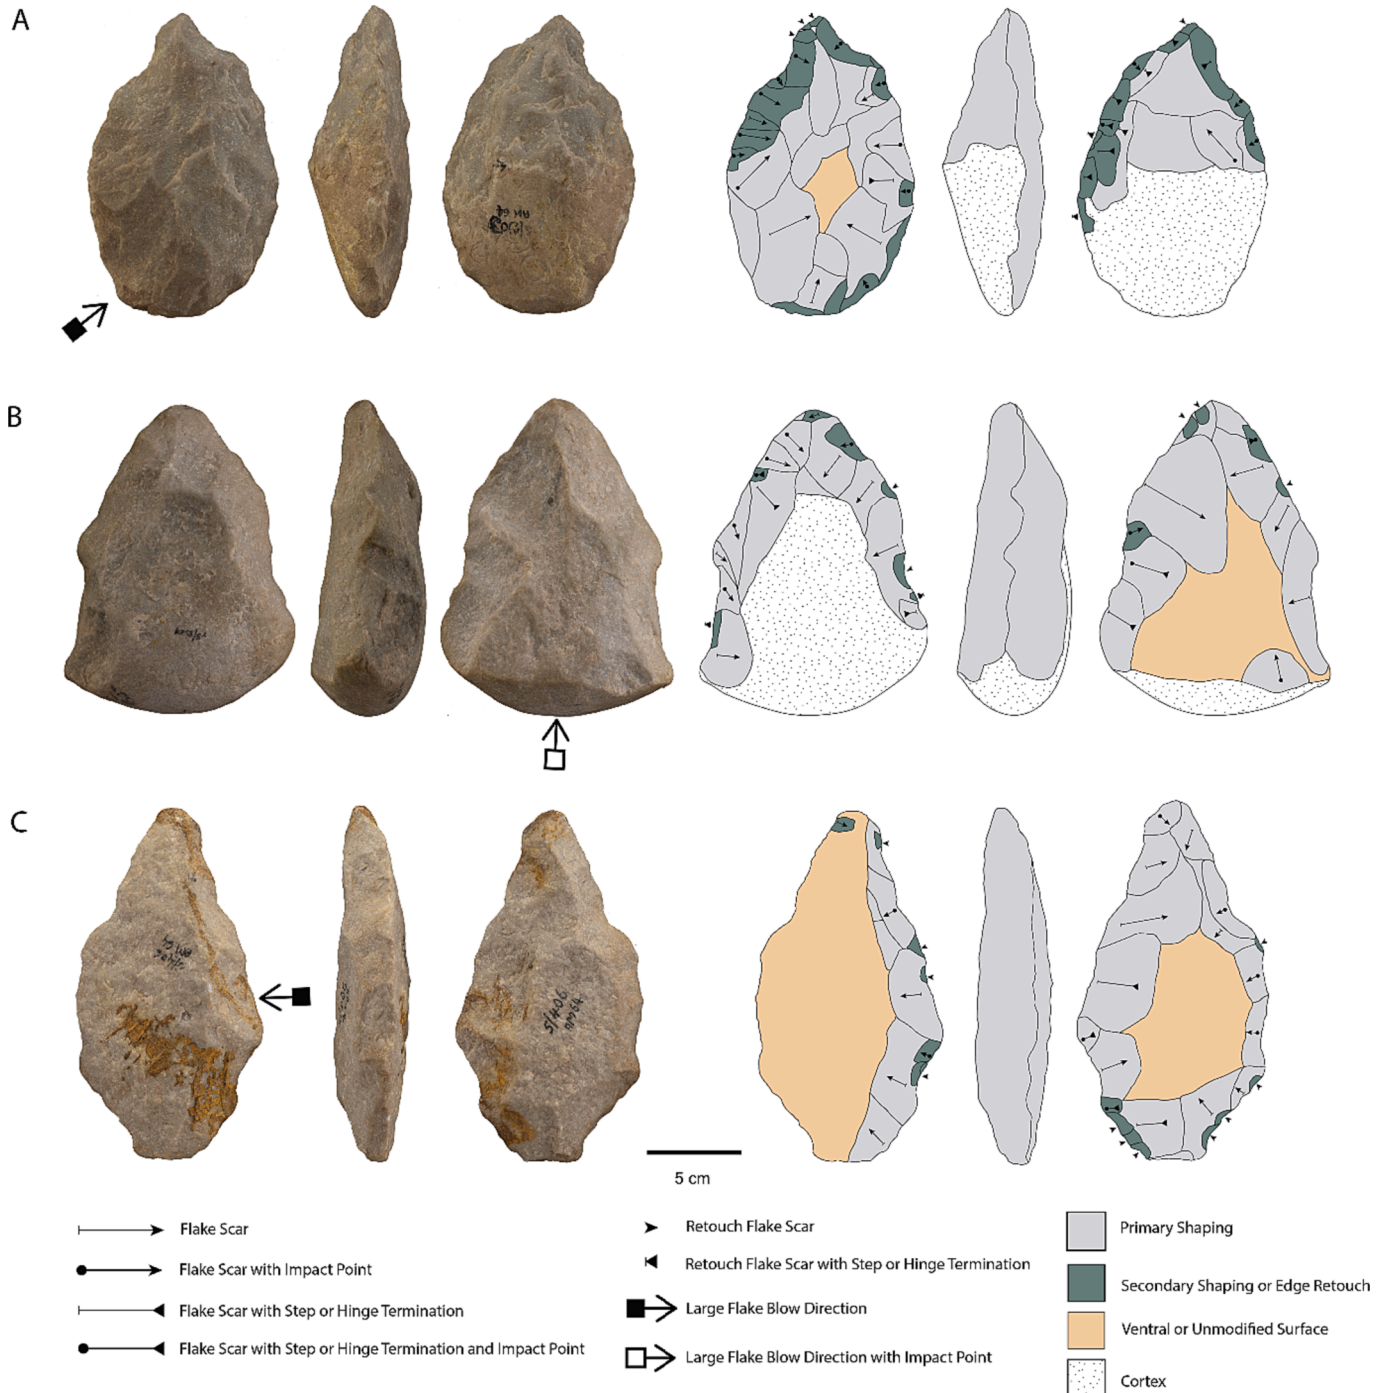 A
B
C
S/406
5 cm
Flake Scar
Flake Scar with Impact Point
Flake Scar with Step or Hinge Termination
Flake Scar with Step or Hinge Termination and Impact Point
Retouch Flake Scar
Retouch Flake Scar with Step or Hinge Termination
Large Flake Blow Direction
Large Flake Blow Direction with Impact Point
Primary Shaping
Secondary Shaping or Edge Retouch
Ventral or Unmodified Surface
Cortex